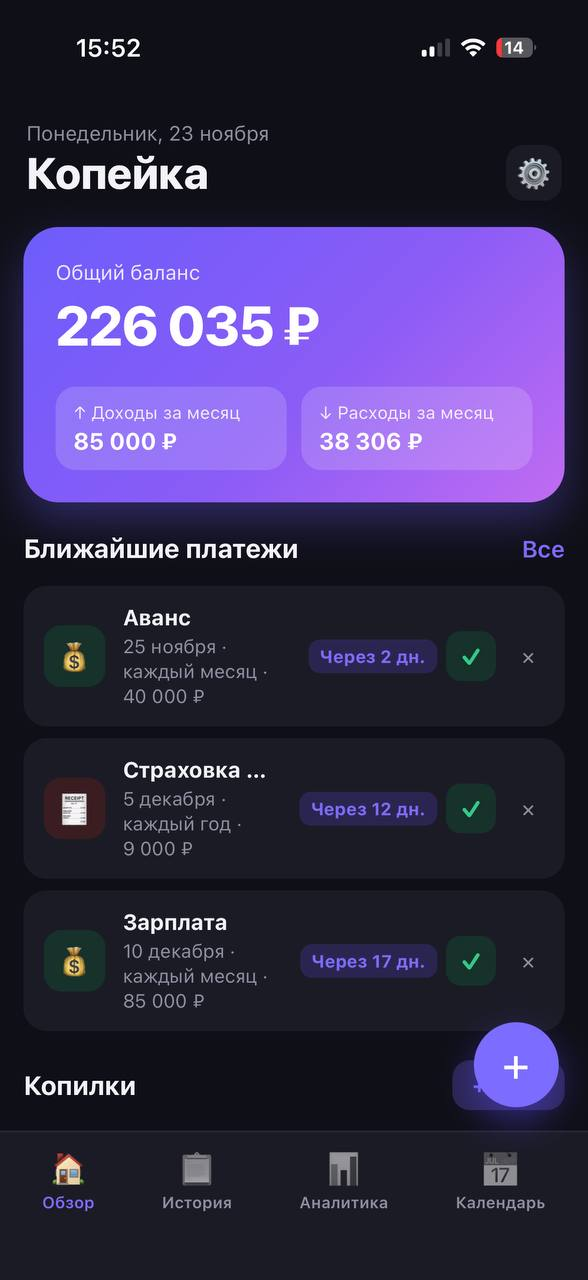 15:52
14
Понедельник, 23 ноября
Копейка
Общий баланс
226 035 ₽
↑ Доходы за месяц
85 000 ₽
↓ Расходы за месяц
38 306 ₽
Ближайшие платежи
Все
Аванс
25 ноября ·
каждый месяц ·
40 000 ₽
Через 2 дн.
✓
×
Страховка ...
5 декабря ·
каждый год ·
9 000 ₽
Через 12 дн.
✓
×
RECEIPT
Зарплата
10 декабря ·
каждый месяц ·
85 000 ₽
Через 17 дн.
✓
×
Копилки
+
Обзор
История
Аналитика
JUL
17
Календарь